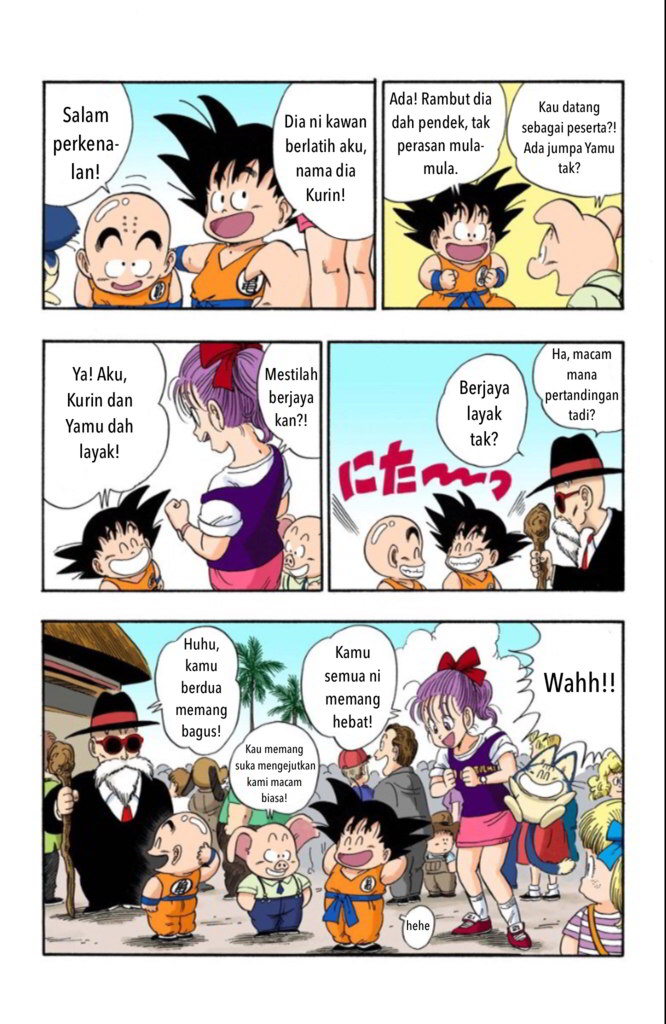 Kau datang
sebagai peserta?!
Ada jumpa Yamu
tak?
Ada! Rambut dia
dah pendek, tak
perasan mula-
mula.
Dia ni kawan
berlatih aku,
nama dia
Kurin!
Salam
perkena-
lan!
Ha, macam
mana
pertandingan
tadi?
Berjaya
layak
tak?
にた〜〜っ
Mestilah
berjaya
kan?!
Ya! Aku,
Kurin dan
Yamu dah
layak!
Wahh!!
Kamu
semua ni
memang
hebat!
hehe
Kau memang
suka mengejutkan
kami macam
biasa!
Huhu,
kamu
berdua
memang
bagus!